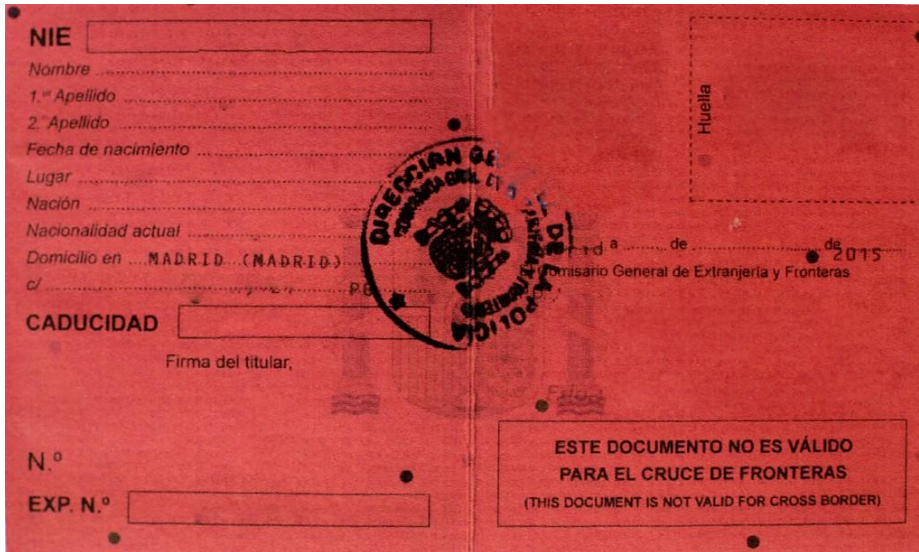 NIE
Nombre
1.er Apellido
2.º Apellido
Fecha de nacimiento
Lugar
Nación
Nacionalidad actual
Domicilio en MADRID (MADRID)
c/
CADUCIDAD
Firma del titular,
N.º
EXP. N.º
DIRECCION GE DE LA POLICIA
Huella
a de de 2015
Comisario General de Extranjería y Fronteras
ESTE DOCUMENTO NO ES VÁLIDO
PARA EL CRUCE DE FRONTERAS
(THIS DOCUMENT IS NOT VALID FOR CROSS BORDER)